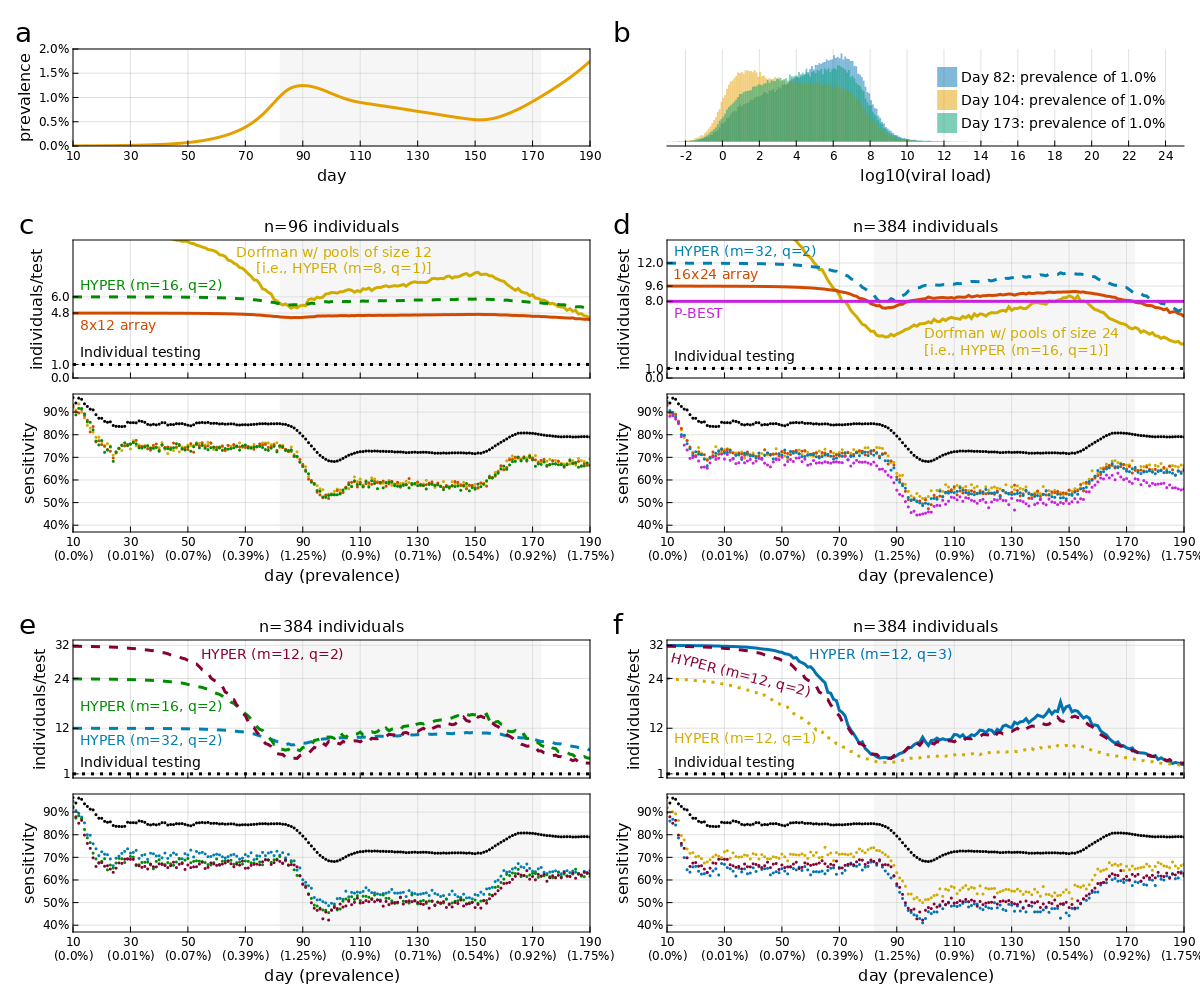 a
2.0%
1.5%
1.0%
0.5%
0.0%
prevalence
10 30 50 70 90 110 130 150 170 190
day
b
Day 82: prevalence of 1.0%
Day 104: prevalence of 1.0%
Day 173: prevalence of 1.0%
-2 0 2 4 6 8 10 12 14 16 18 20 22 24
log10(viral load)
c
n=96 individuals
individuals/test
6.0
4.8
1.0
0.0
Dorfman w/ pools of size 12
[i.e., HYPER (m=8, q=1)]
HYPER (m=16, q=2)
8x12 array
Individual testing
sensitivity
90%
80%
70%
60%
50%
40%
10 30 50 70 90 110 130 150 170 190
(0.0%) (0.01%) (0.07%) (0.39%) (1.25%) (0.9%) (0.71%) (0.54%) (0.92%) (1.75%)
day (prevalence)
d
n=384 individuals
individuals/test
12.0
9.6
8.0
1.0
0.0
HYPER (m=32, q=2)
16x24 array
P-BEST
Dorfman w/ pools of size 24
[i.e., HYPER (m=16, q=1)]
Individual testing
sensitivity
90%
80%
70%
60%
50%
40%
10 30 50 70 90 110 130 150 170 190
(0.0%) (0.01%) (0.07%) (0.39%) (1.25%) (0.9%) (0.71%) (0.54%) (0.92%) (1.75%
day (prevalence)
e
n=384 individuals
individuals/test
32
24
12
1
HYPER (m=12, q=2)
HYPER (m=16, q=2)
HYPER (m=32, q=2)
Individual testing
sensitivity
90%
80%
70%
60%
50%
40%
10 30 50 70 90 110 130 150 170 190
(0.0%) (0.01%) (0.07%) (0.39%) (1.25%) (0.9%) (0.71%) (0.54%) (0.92%) (1.75%)
day (prevalence)
f
n=384 individuals
individuals/test
32
24
12
1
HYPER (m=12, q=3)
HYPER (m=12, q=2)
HYPER (m=12, q=1)
Individual testing
sensitivity
90%
80%
70%
60%
50%
40%
10 30 50 70 90 110 130 150 170 190
(0.0%) (0.01%) (0.07%) (0.39%) (1.25%) (0.9%) (0.71%) (0.54%) (0.92%) (1.75%
day (prevalence)